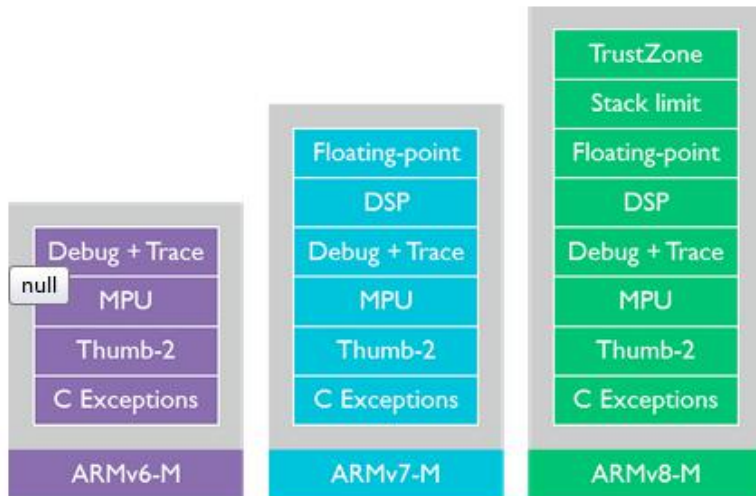 Debug + Trace
null
MPU
Thumb-2
C Exceptions
ARMv6-M
Floating-point
DSP
Debug + Trace
MPU
Thumb-2
C Exceptions
ARMv7-M
TrustZone
Stack limit
Floating-point
DSP
Debug + Trace
MPU
Thumb-2
C Exceptions
ARMv8-M